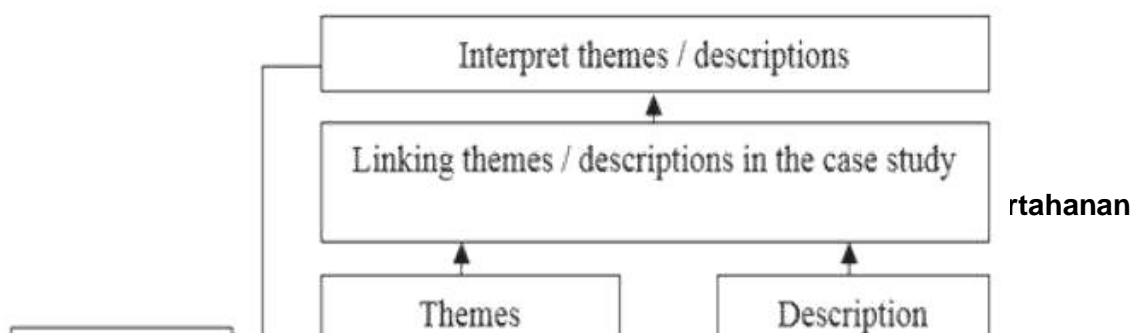 Interpret themes / descriptions
Linking themes / descriptions in the case study
rtahanan
Themes
Description